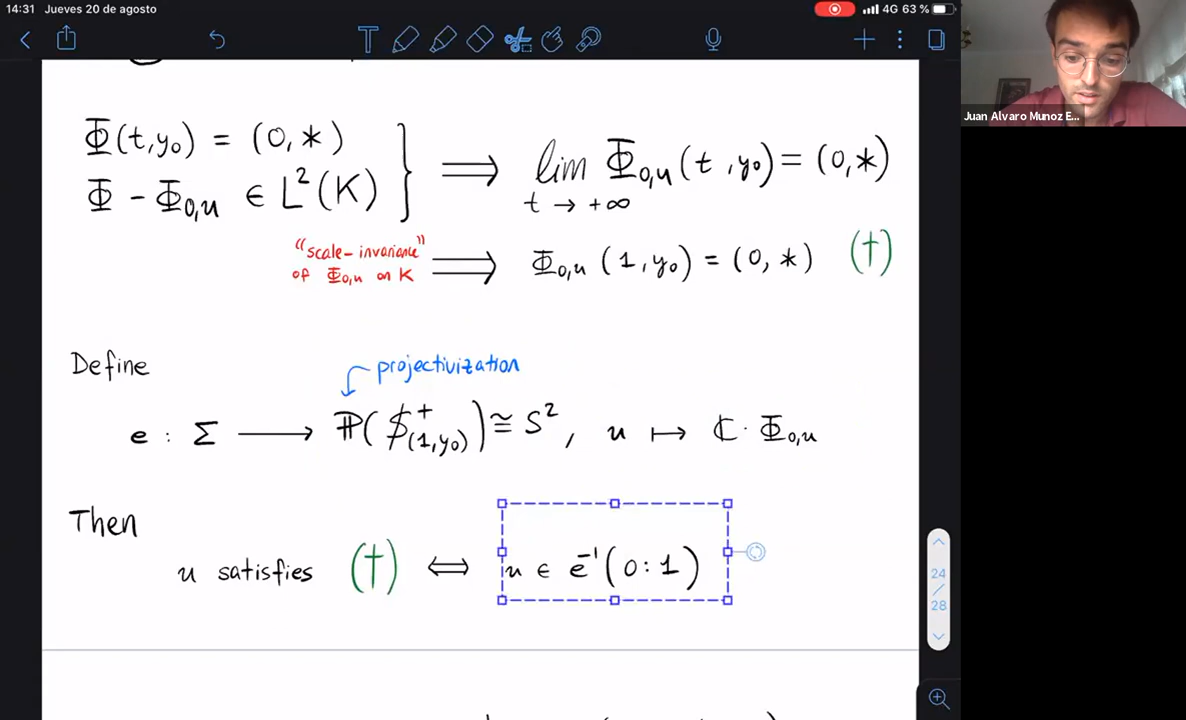 14:31 Jueves 20 de agosto
4G 63 %
Juan Alvaro Muñoz E...
Φ(t,y₀) = (0,*)
Φ - Φ₀,ᵤ ∈ L²(K)
⟹ lim Φ₀,ᵤ(t,y₀) = (0,*)
t → +∞
"scale-invariance"
of Φ₀,ᵤ on K
⟹ Φ₀,ᵤ(1,y₀) = (0,*) (†)
Define
projectivization
e : Σ ⟶ ℙ($⁺₍₁,y₀₎) ≅ S², u ↦ ℂ · Φ₀,ᵤ
Then
u satisfies (†) ⟺ u ∈ e⁻¹(0:1)
24
/
28